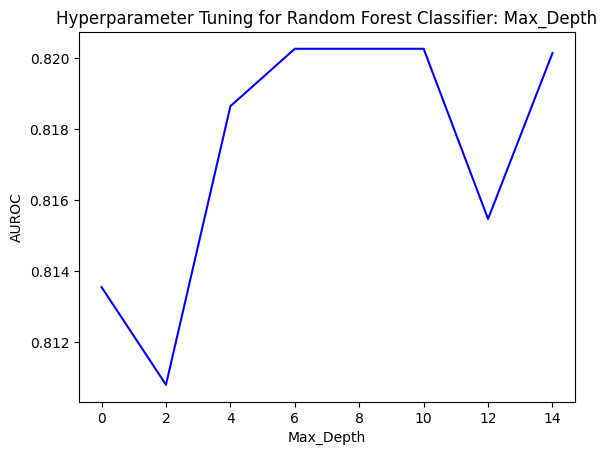 Hyperparameter Tuning for Random Forest Classifier: Max_Depth
0.820
0.818
0.816
0.814
0.812
AUROC
0 2 4 6 8 10 12 14
Max_Depth